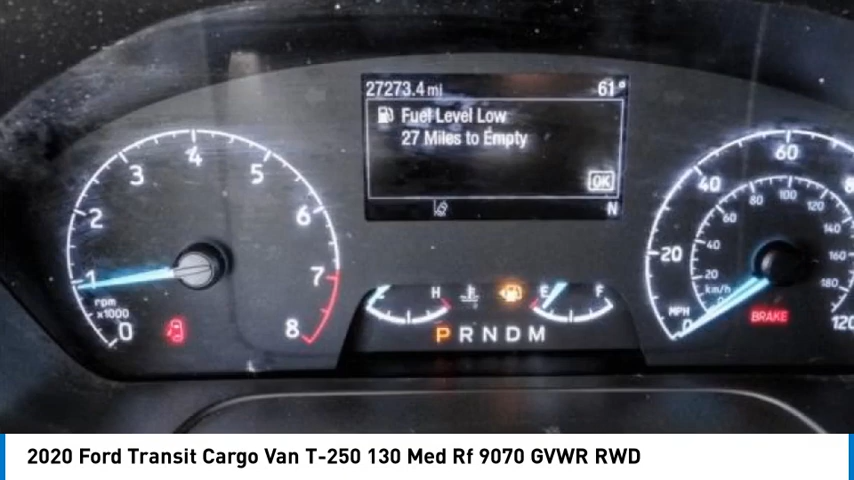 27273.4 mi 61°
Fuel Level Low
27 Miles to Empty
OK
N
0 1 2 3 4 5 6 7 8
rpm
x1000
H
E F
P R N D M
0 20 40 60 8 120
MPH
20 40 60 80 100 120 140 160 180
km/h
BRAKE
2020 Ford Transit Cargo Van T-250 130 Med Rf 9070 GVWR RWD